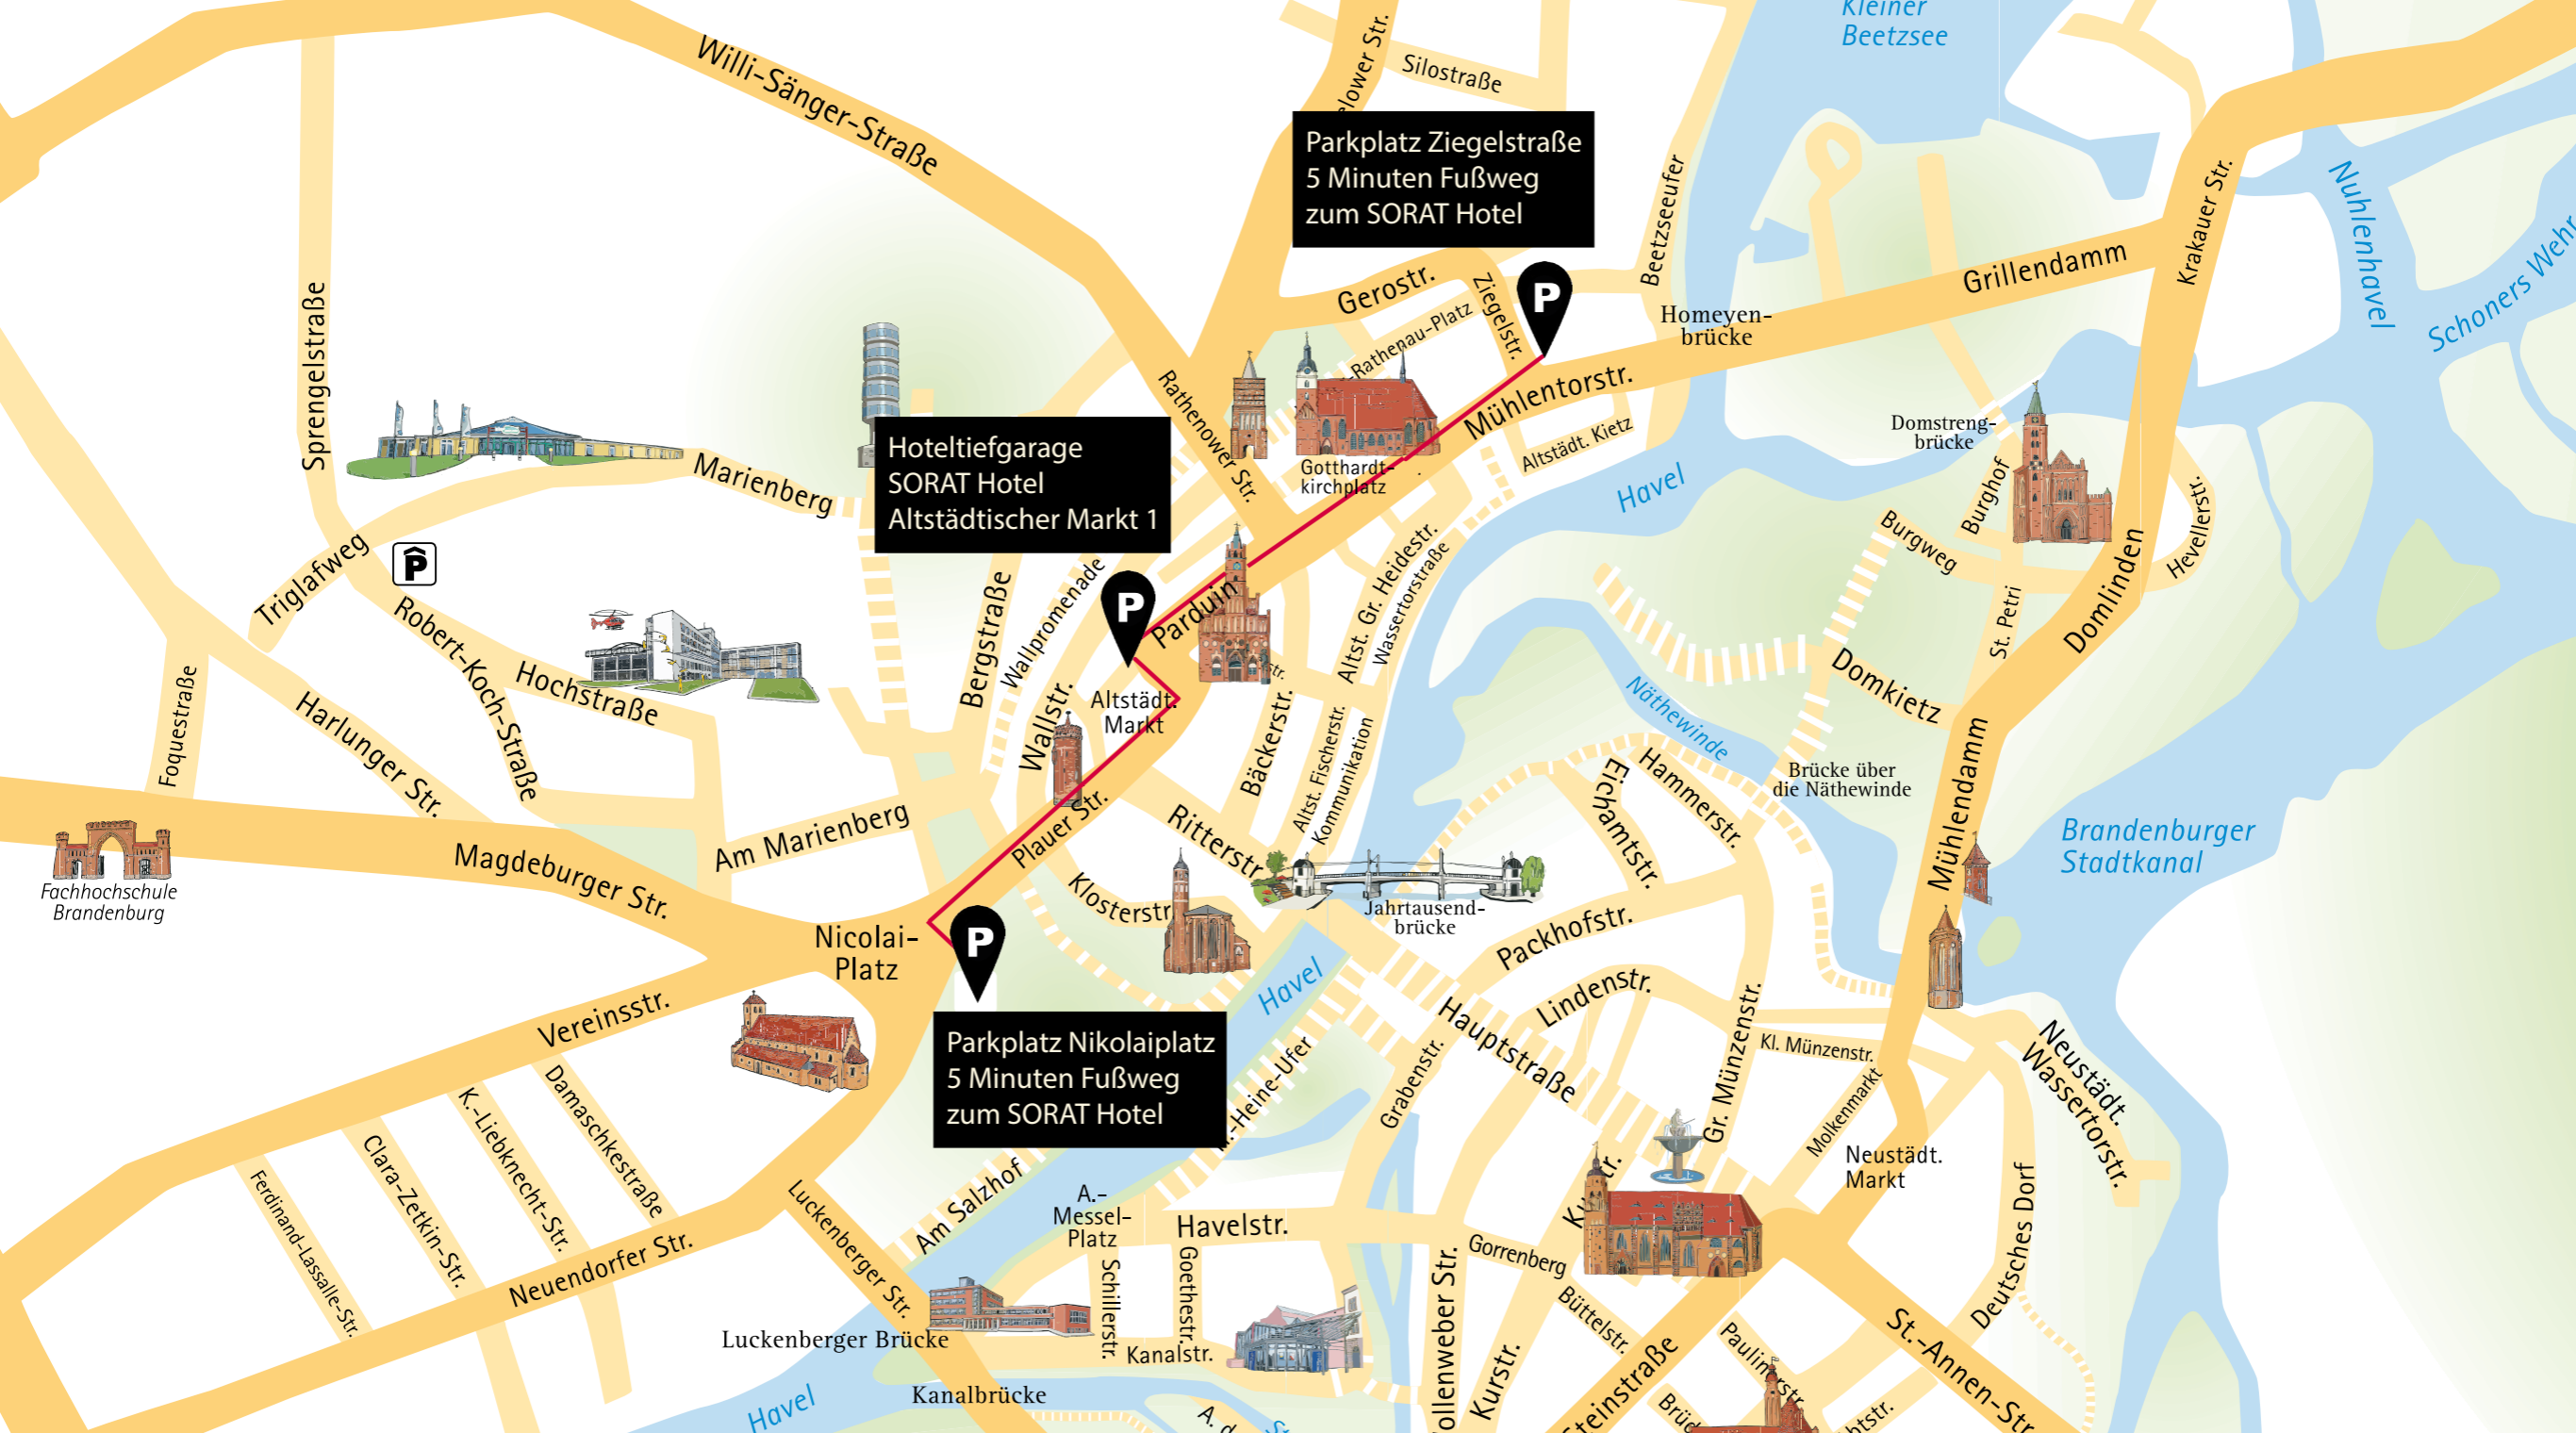 Kleiner
Beetzsee
Willi-Sänger-Straße
Silostraße
Parkplatz Ziegelstraße
5 Minuten Fußweg
zum SORAT Hotel
P
Beetzseeufer
Krakauer Str.
Nuhlenhavel
Schoners Wehr
Grillendamm
Gerostr.
Ziegelstr.
-Rathenau-Platz
Homeyen-
brücke
Sprengelstraße
Rathenower Str.
Mühlentorstr.
Altstädt. Kietz
Gotthardt-
kirchplatz
Havel
Domstreng-
brücke
Burghof
Burgweg
Hevellerstr.
Marienberg
Hoteltiefgarage
SORAT Hotel
Altstädtischer Markt 1
P
P
Triglafweg
Robert-Koch-Straße
Hochstraße
Bergstraße
Wallpromenade
Parduin
Altst. Gr. Heidestr.
Wassertorstraße
St. Petri
Domlinden
Domkietz
Foquestraße
Harlunger Str.
Wallstr.
Altstädt.
Markt
str.
Bäckerstr.
Altst. Fischerstr.
Kommunikation
Näthewinde
Brücke über
die Näthewinde
Hammerstr.
Eichamtstr.
Mühlendamm
Brandenburger
Stadtkanal
Fachhochschule
Brandenburg
Magdeburger Str.
Am Marienberg
Plauer Str.
Ritterstr.
Klosterstr.
Jahrtausend-
brücke
Packhofstr.
Nicolai-
Platz
P
Parkplatz Nikolaiplatz
5 Minuten Fußweg
zum SORAT Hotel
Havel
Vereinsstr.
Lindenstr.
Hauptstraße
Gr. Münzenstr.
Kl. Münzenstr.
Molkenmarkt
Neustädt.
Wassertorstr.
Neustädt.
Markt
Grabenstr.
-Heine-Ufer
Am Salzhof
Damaschkestraße
K.-Liebknecht-Str.
Clara-Zetkin-Str.
Ferdinand-Lassalle-Str.
Neuendorfer Str.
Luckenberger Str.
Luckenberger Brücke
A.-
Messel-
Platz
Havelstr.
Schillerstr.
Goethestr.
Kanalstr.
Kanalbrücke
Havel
Gorrenberg
Büttelstr.
Kurstr.
Deutsches Dorf
St.-Annen-Str